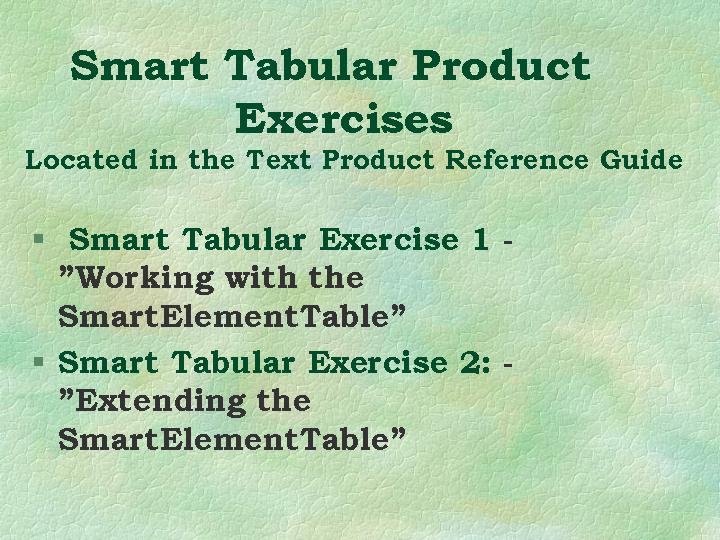 Smart Tabular Product
Exercises
Located in the Text Product Reference Guide
§ Smart Tabular Exercise 1 -
”Working with the
SmartElementTable”
§ Smart Tabular Exercise 2: -
”Extending the
SmartElementTable”